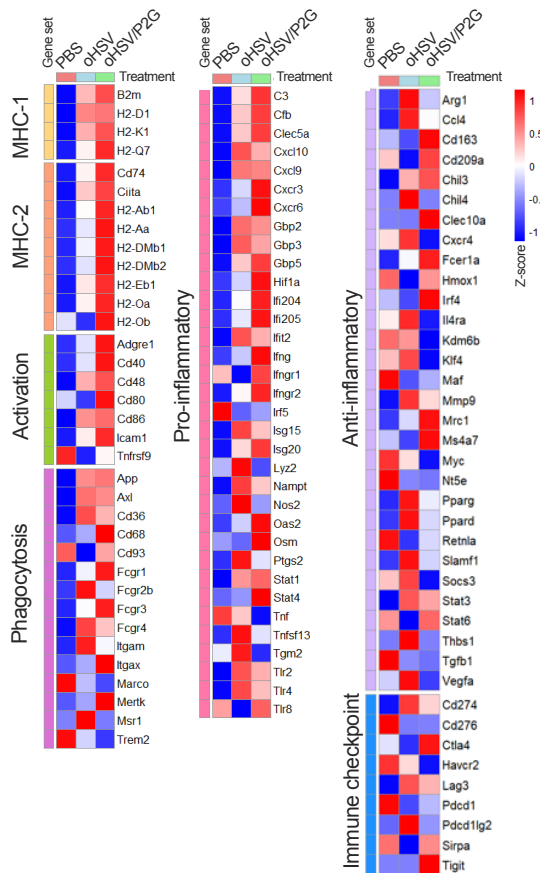 Gene set
PBS
oHSV
oHSV/P2G
Treatment
MHC-1
B2m
H2-D1
H2-K1
H2-Q7
MHC-2
Cd74
Ciita
H2-Ab1
H2-Aa
H2-DMb1
H2-DMb2
H2-Eb1
H2-Oa
H2-Ob
Activation
Adgre1
Cd40
Cd48
Cd80
Cd86
Icam1
Tnfrsf9
Phagocytosis
App
Axl
Cd36
Cd68
Cd93
Fcgr1
Fcgr2b
Fcgr3
Fcgr4
Itgam
Itgax
Marco
Mertk
Msr1
Trem2
Gene set
PBS
oHSV
oHSV/P2G
Treatment
Pro-inflammatory
C3
Cfb
Clec5a
Cxcl10
Cxcl9
Cxcr3
Cxcr6
Gbp2
Gbp3
Gbp5
Hif1a
Ifi204
Ifi205
Ifit2
Ifng
Ifngr1
Ifngr2
Irf5
Isg15
Isg20
Lyz2
Nampt
Nos2
Oas2
Osm
Ptgs2
Stat1
Stat4
Tnf
Tnfsf13
Tgm2
Tlr2
Tlr4
Tlr8
Gene set
PBS
oHSV
oHSV/P2G
Treatment
Anti-inflammatory
Arg1
Ccl4
Cd163
Cd209a
Chil3
Chil4
Clec10a
Cxcr4
Fcer1a
Hmox1
Irf4
Il4ra
Kdm6b
Klf4
Maf
Mmp9
Mrc1
Ms4a7
Myc
Nt5e
Pparg
Ppard
Retnla
Slamf1
Socs3
Stat3
Stat6
Thbs1
Tgfb1
Vegfa
Immune checkpoint
Cd274
Cd276
Ctla4
Havcr2
Lag3
Pdcd1
Pdcd1lg2
Sirpa
Tigit
1
0.5
0
-0.5
-1
Z-score